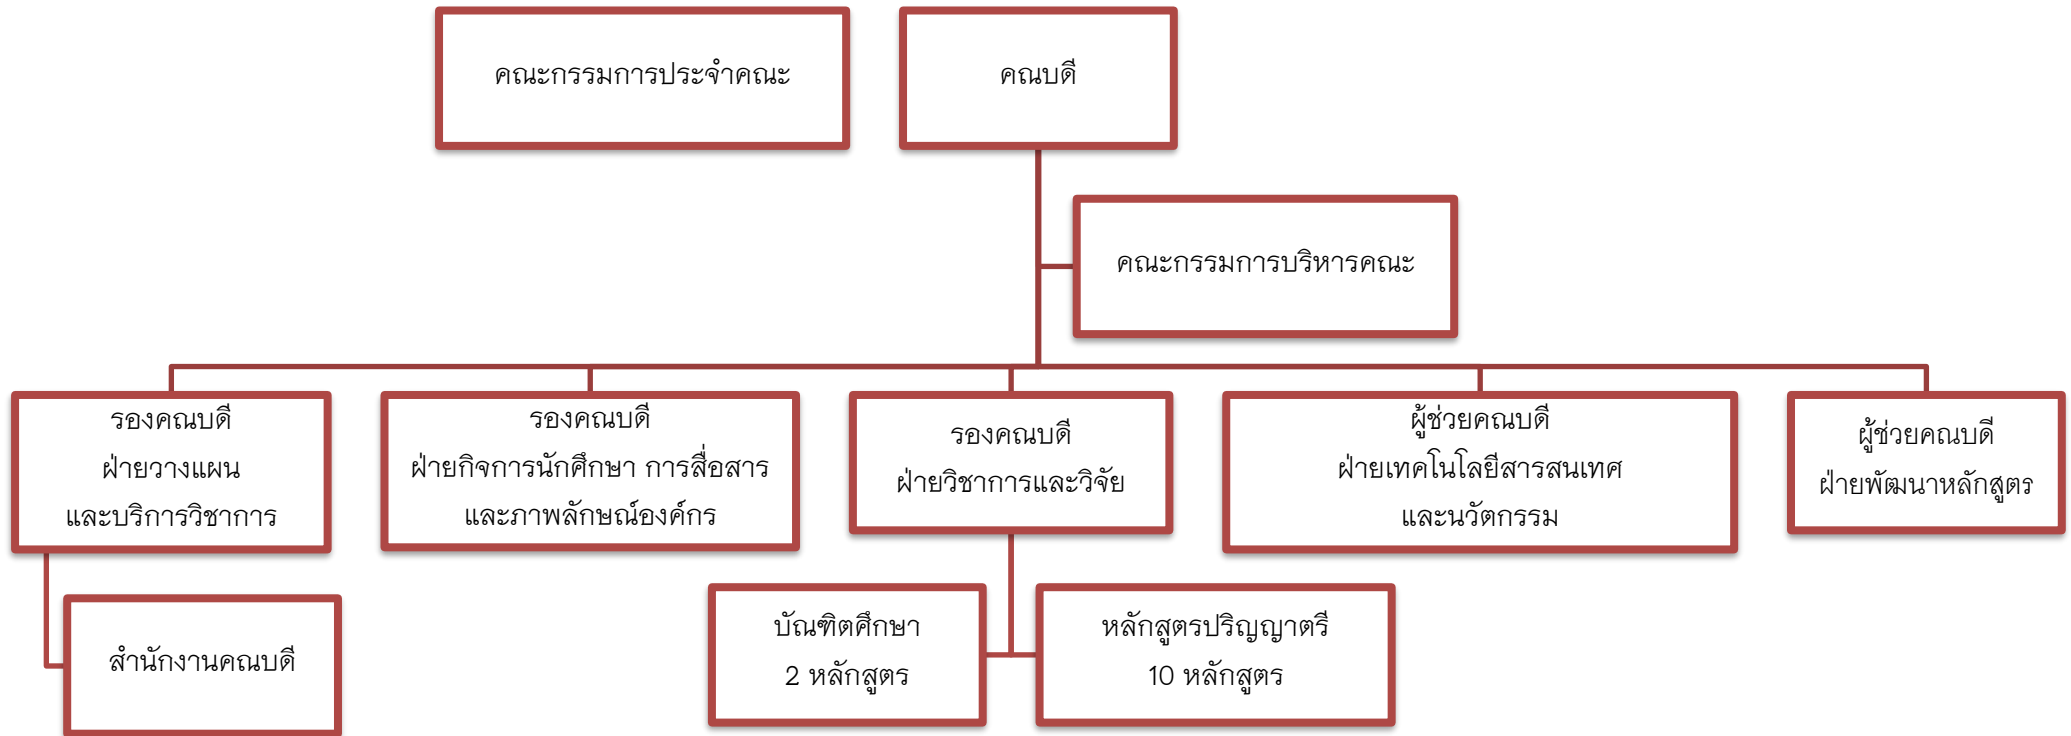 คณะกรรมการประจำคณะ
คณบดี
คณะกรรมการบริหารคณะ
รองคณบดี
ฝ่ายวางแผน
และบริการวิชาการ
รองคณบดี
ฝ่ายกิจการนักศึกษา การสื่อสาร
และภาพลักษณ์องค์กร
รองคณบดี
ฝ่ายวิชาการและวิจัย
ผู้ช่วยคณบดี
ฝ่ายเทคโนโลยีสารสนเทศ
และนวัตกรรม
ผู้ช่วยคณบดี
ฝ่ายพัฒนาหลักสูตร
สำนักงานคณบดี
บัณฑิตศึกษา
2 หลักสูตร
หลักสูตรปริญญาตรี
10 หลักสูตร